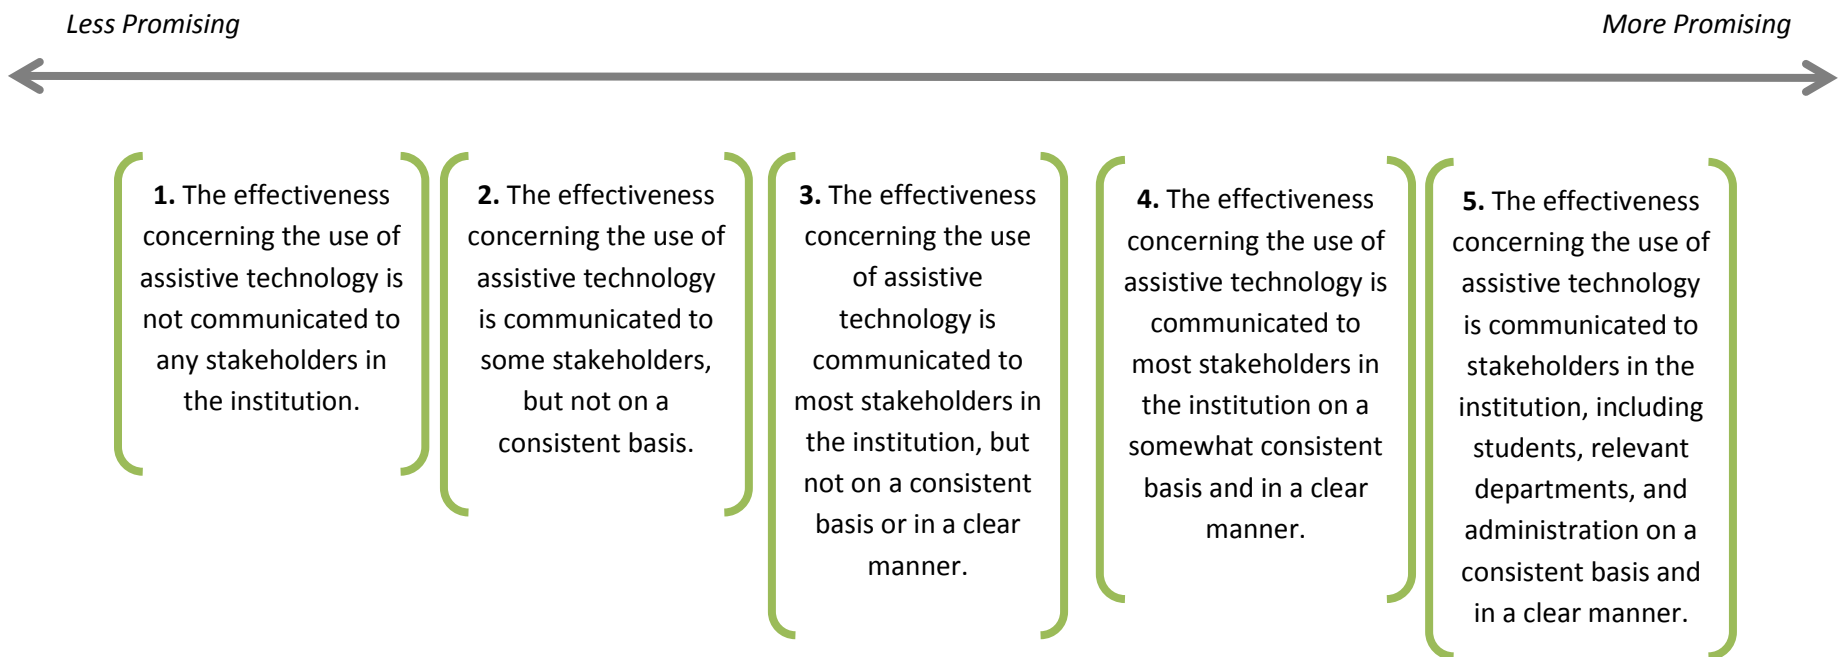 Less Promising
More Promising
1. The effectiveness
concerning the use of
assistive technology is
not communicated to
any stakeholders in
the institution.
2. The effectiveness
concerning the use of
assistive technology
is communicated to
some stakeholders,
but not on a
consistent basis.
3. The effectiveness
concerning the use
of assistive
technology is
communicated to
most stakeholders in
the institution, but
not on a consistent
basis or in a clear
manner.
4. The effectiveness
concerning the use of
assistive technology is
communicated to
most stakeholders in
the institution on a
somewhat consistent
basis and in a clear
manner.
5. The effectiveness
concerning the use of
assistive technology
is communicated to
stakeholders in the
institution, including
students, relevant
departments, and
administration on a
consistent basis and
in a clear manner.